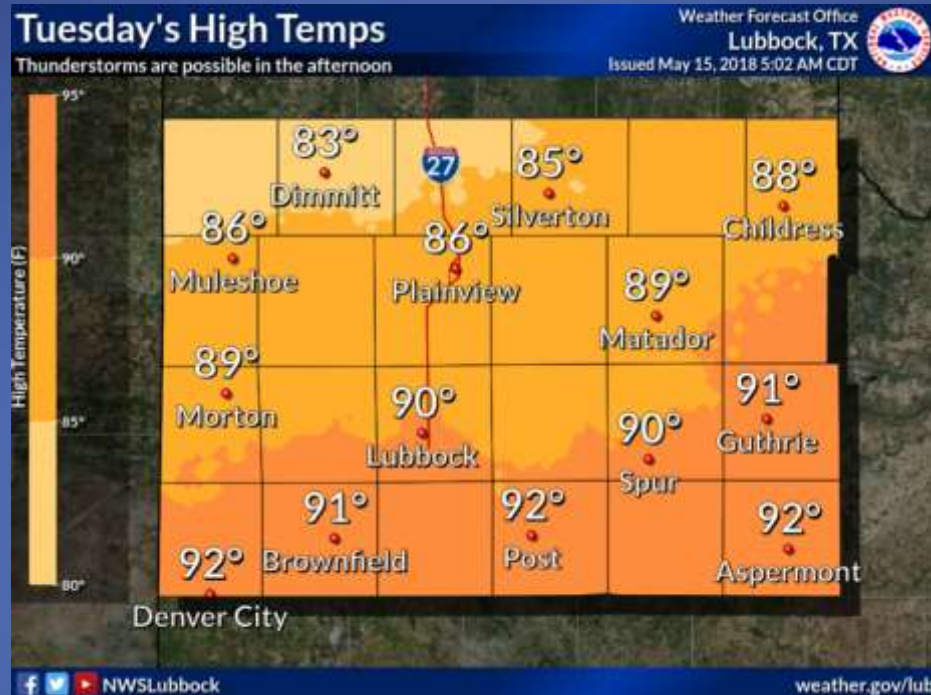 Tuesday's High Temps
Thunderstorms are possible in the afternoon
Weather Forecast Office
Lubbock, TX
Issued May 15, 2018 5:02 AM CDT
High Temperature (F)
95°
90°
85°
80°
27
83°
Dimmitt
85°
Silverton
88°
Childress
86°
Muleshoe
86°
Plainview
89°
Matador
89°
Morton
90°
Lubbock
90°
Spur
91°
Guthrie
92°
Denver City
91°
Brownfield
92°
Post
92°
Aspermont
NWSLubbock
weather.gov/lub